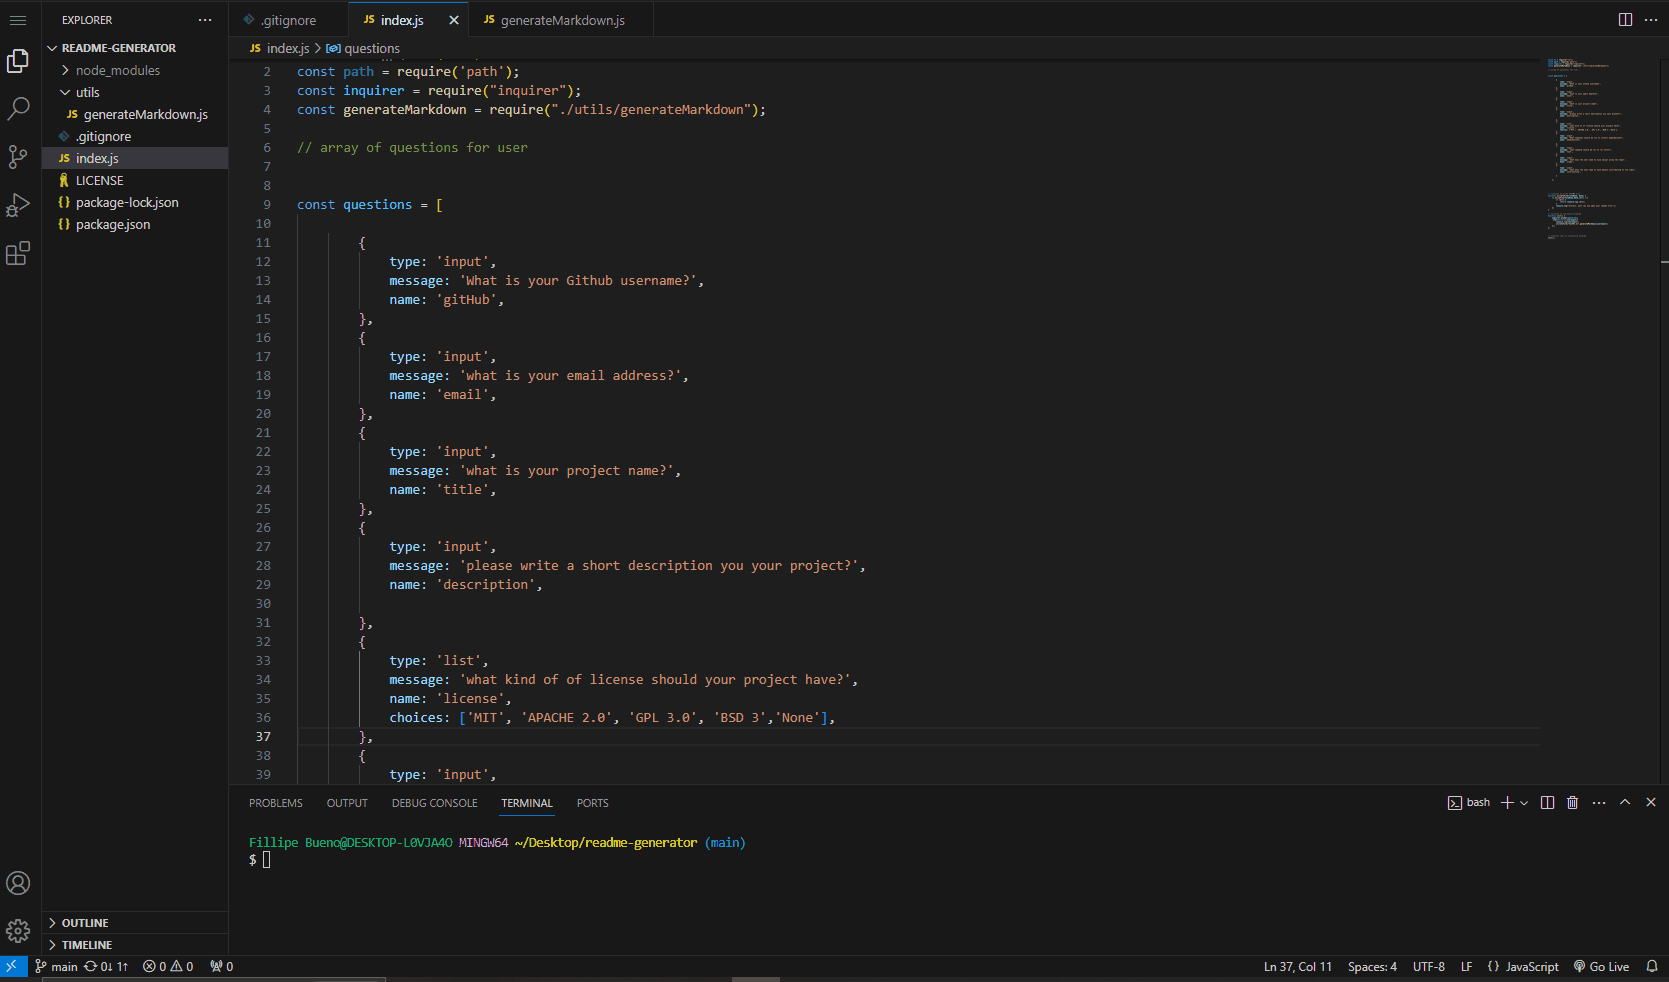 EXPLORER
.gitignore
JS index.js
JS generateMarkdown.js
README-GENERATOR
node_modules
utils
JS generateMarkdown.js
.gitignore
JS index.js
LICENSE
{} package-lock.json
{} package.json
OUTLINE
TIMELINE
JS index.js > questions
2 const path = require('path');
3 const inquirer = require("inquirer");
4 const generateMarkdown = require("./utils/generateMarkdown");
5
6 // array of questions for user
7
8
9 const questions = [
10
11 {
12 type: 'input',
13 message: 'What is your Github username?',
14 name: 'gitHub',
15 },
16 {
17 type: 'input',
18 message: 'what is your email address?',
19 name: 'email',
20 },
21 {
22 type: 'input',
23 message: 'what is your project name?',
24 name: 'title',
25 },
26 {
27 type: 'input',
28 message: 'please write a short description you your project?',
29 name: 'description',
30
31 },
32 {
33 type: 'list',
34 message: 'what kind of of license should your project have?',
35 name: 'license',
36 choices: ['MIT', 'APACHE 2.0', 'GPL 3.0', 'BSD 3','None'],
37 },
38 {
39 type: 'input',
PROBLEMS OUTPUT DEBUG CONSOLE TERMINAL PORTS
bash
Fillipe Bueno@DESKTOP-L0VJA4O MINGW64 ~/Desktop/readme-generator (main)
$
main 0↓ 1↑ 0 0 0
Ln 37, Col 11 Spaces: 4 UTF-8 LF {} JavaScript Go Live